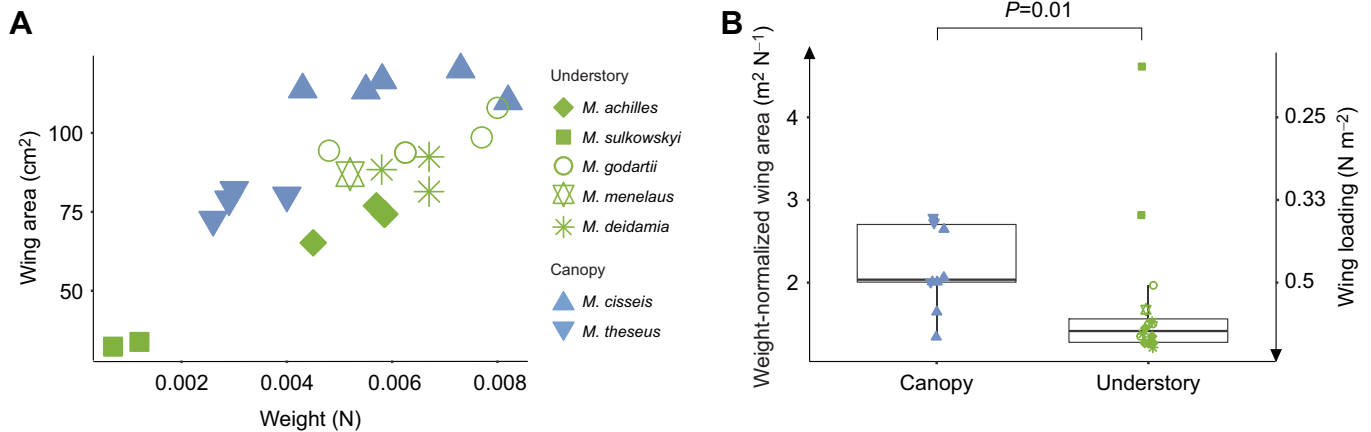 A
Wing area (cm²)
100
75
50
0.002 0.004 0.006 0.008
Weight (N)
Understory
M. achilles
M. sulkowskyi
M. godartii
M. menelaus
M. deidamia
Canopy
M. cisseis
M. theseus
B
P=0.01
Weight-normalized wing area (m² N⁻¹)
4
3
2
0.25
0.33
0.5
Wing loading (N m⁻²)
Canopy Understory